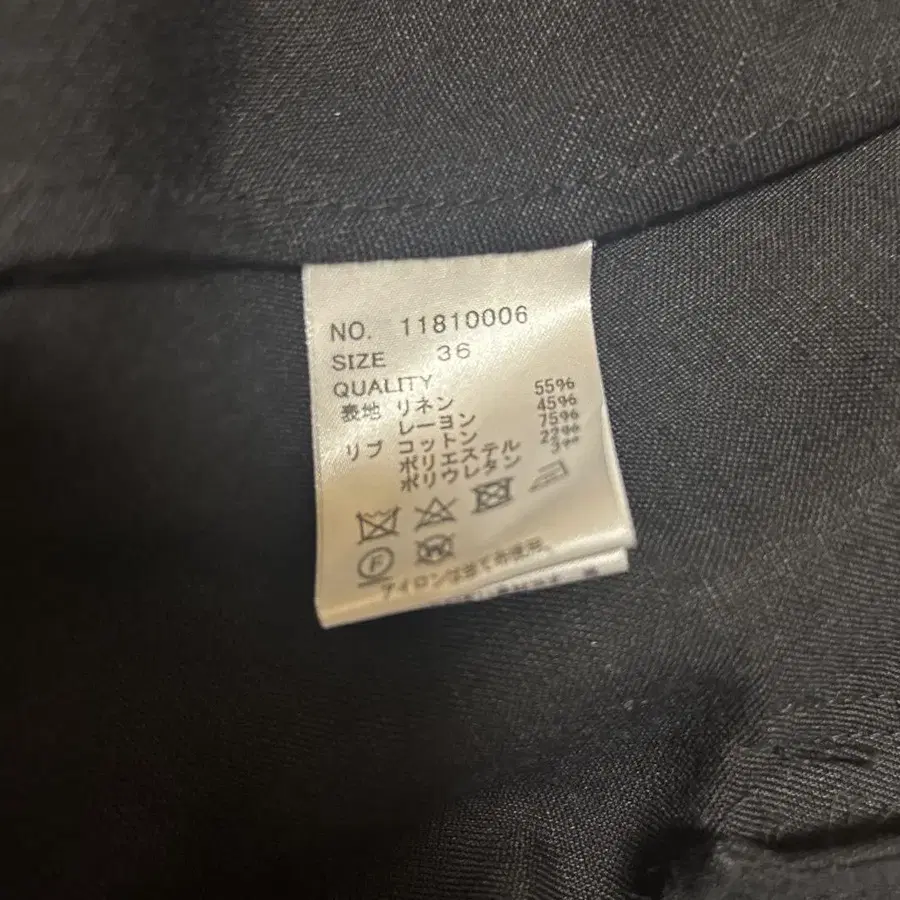 NO. 11810006
SIZE 36
QUALITY
表地 リネン 55%
レーヨン 45%
リブ コットン 75%
ポリエステル 22%
ポリウレタン 3%
F
W
アイロンは当て布使用。